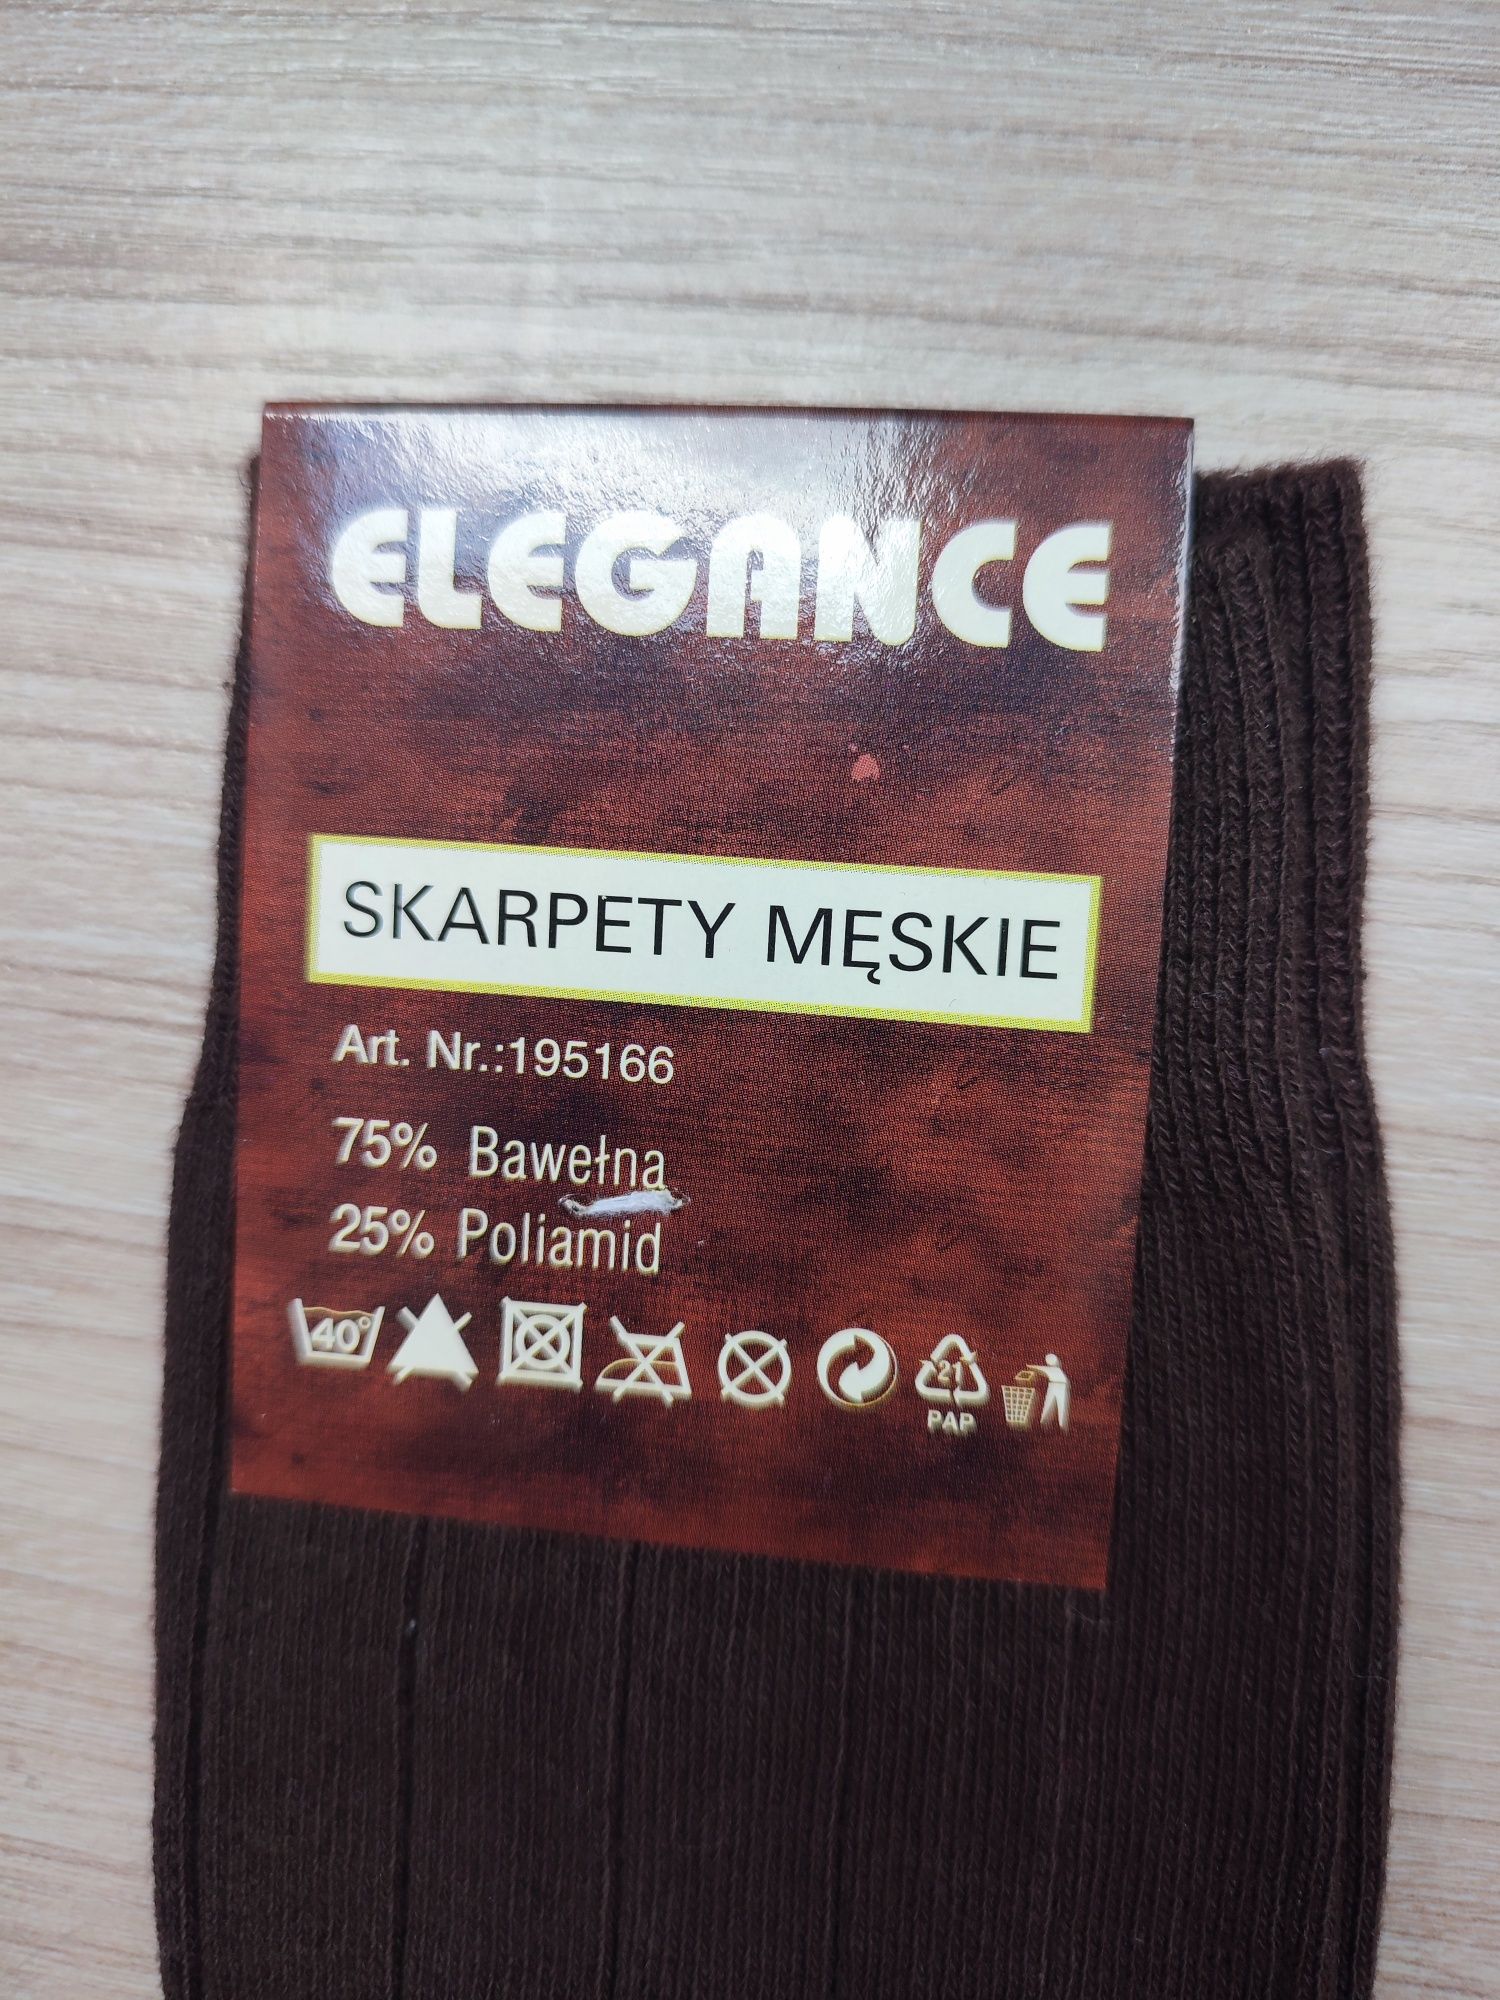 ELEGANCE
SKARPETY MĘSKIE
Art. Nr.:195166
75% Bawełna
25% Poliamid
40°
21
PAP